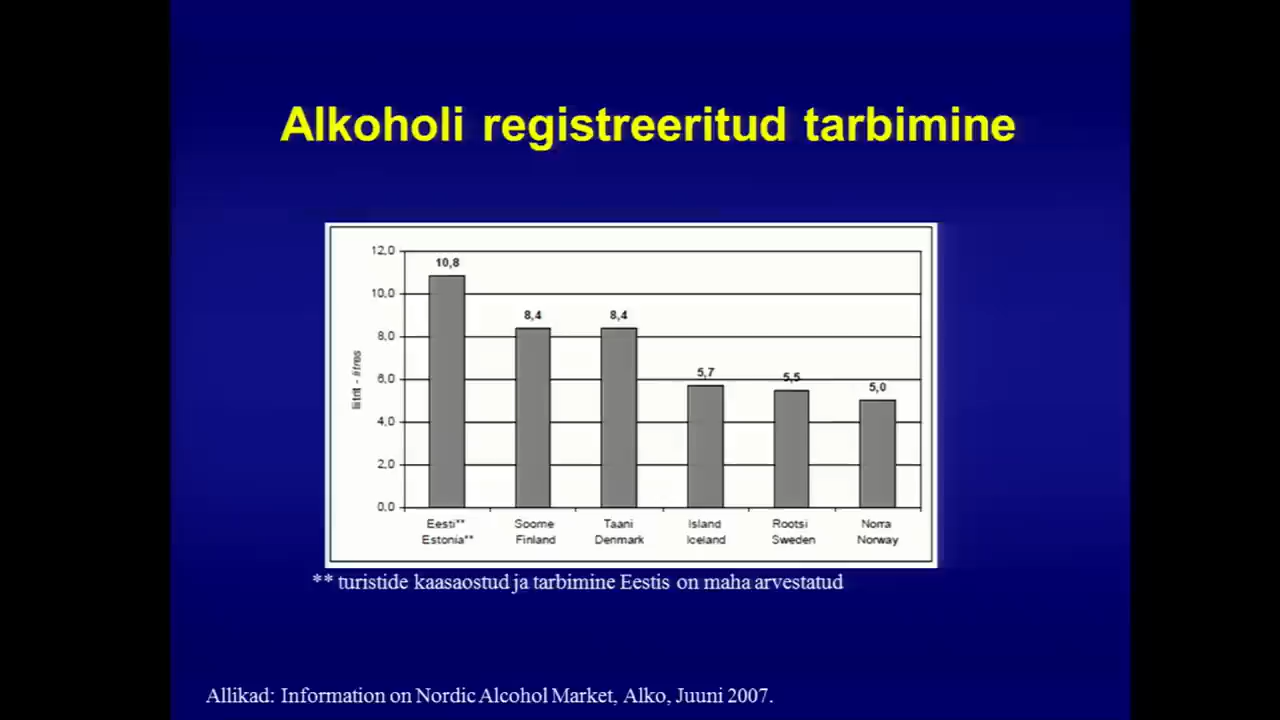 Alkoholi registreeritud tarbimine
12,0
10,0
8,0
6,0
4,0
2,0
0,0
liitrit - litres
10,8
8,4
8,4
5,7
5,5
5,0
Eesti** Soome Taani Island Rootsi Norra
Estonia** Finland Denmark Iceland Sweden Norway
** turistide kaasaostud ja tarbimine Eestis on maha arvestatud
Allikad: Information on Nordic Alcohol Market, Alko, Juuni 2007.